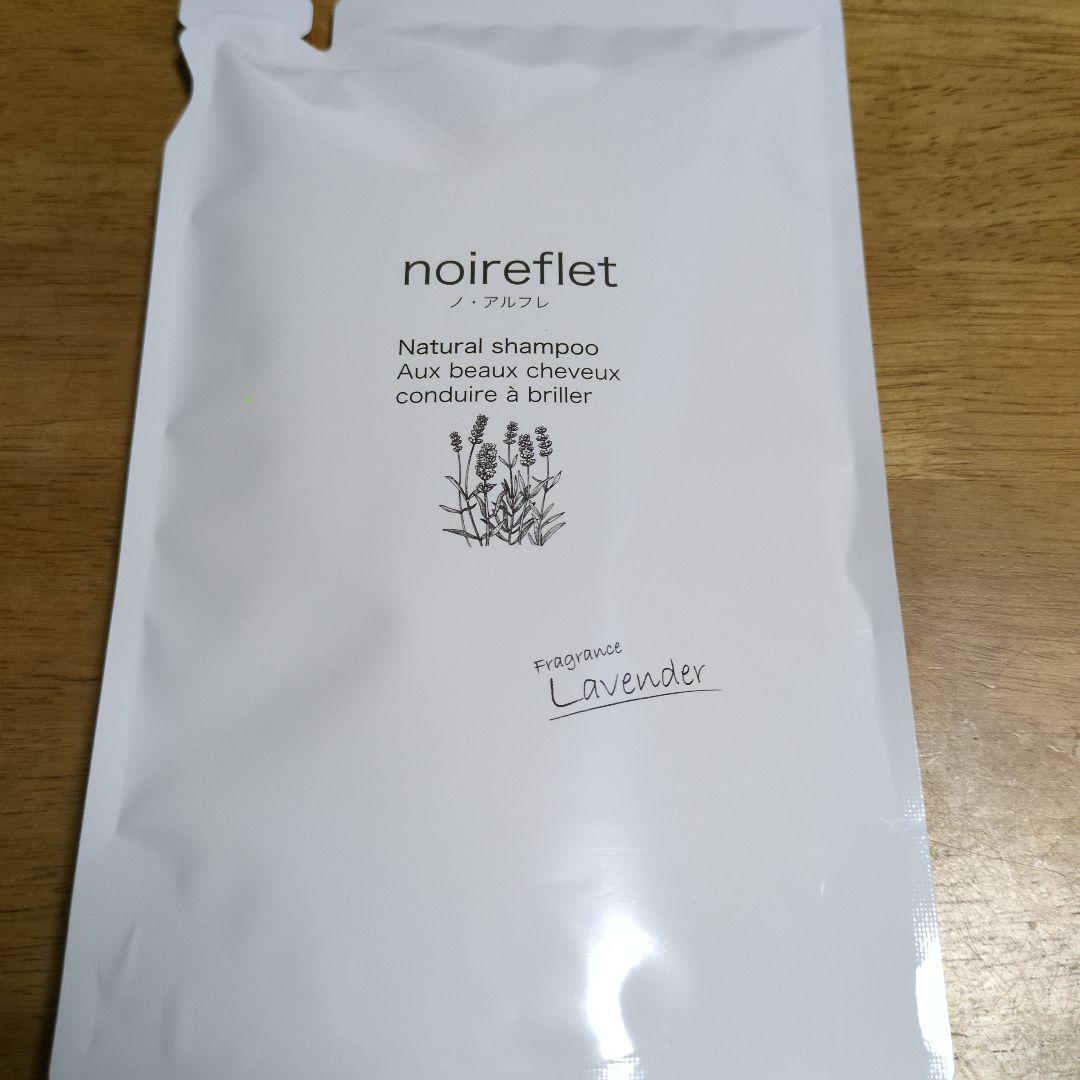 noireflet
ノ・アルフレ
Natural shampoo
Aux beaux cheveux
conduire à briller
Fragrance
Lavender